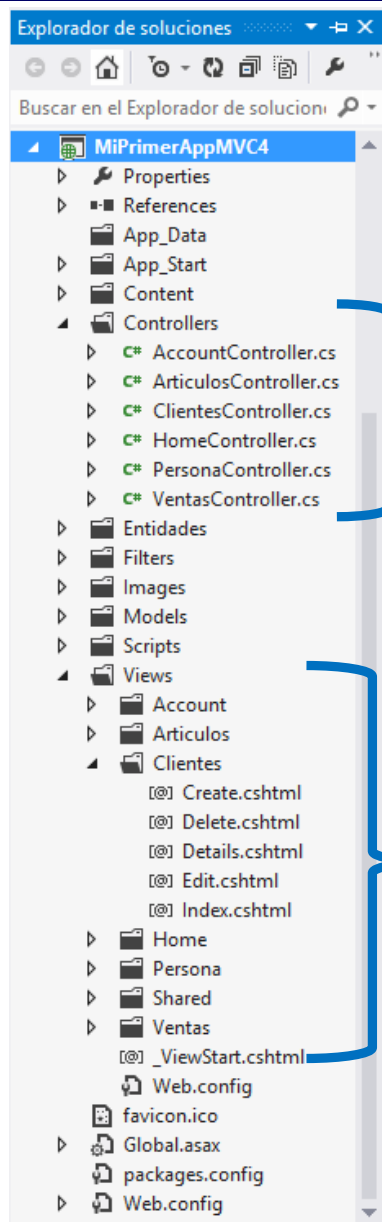 Explorador de soluciones
Buscar en el Explorador de solucion
MiPrimerAppMVC4
Properties
References
App_Data
App_Start
Content
Controllers
C# AccountController.cs
C# ArticulosController.cs
C# ClientesController.cs
C# HomeController.cs
C# PersonaController.cs
C# VentasController.cs
Entidades
Filters
Images
Models
Scripts
Views
Account
Articulos
Clientes
[@] Create.cshtml
[@] Delete.cshtml
[@] Details.cshtml
[@] Edit.cshtml
[@] Index.cshtml
Home
Persona
Shared
Ventas
[@] _ViewStart.cshtml
Web.config
favicon.ico
Global.asax
packages.config
Web.config